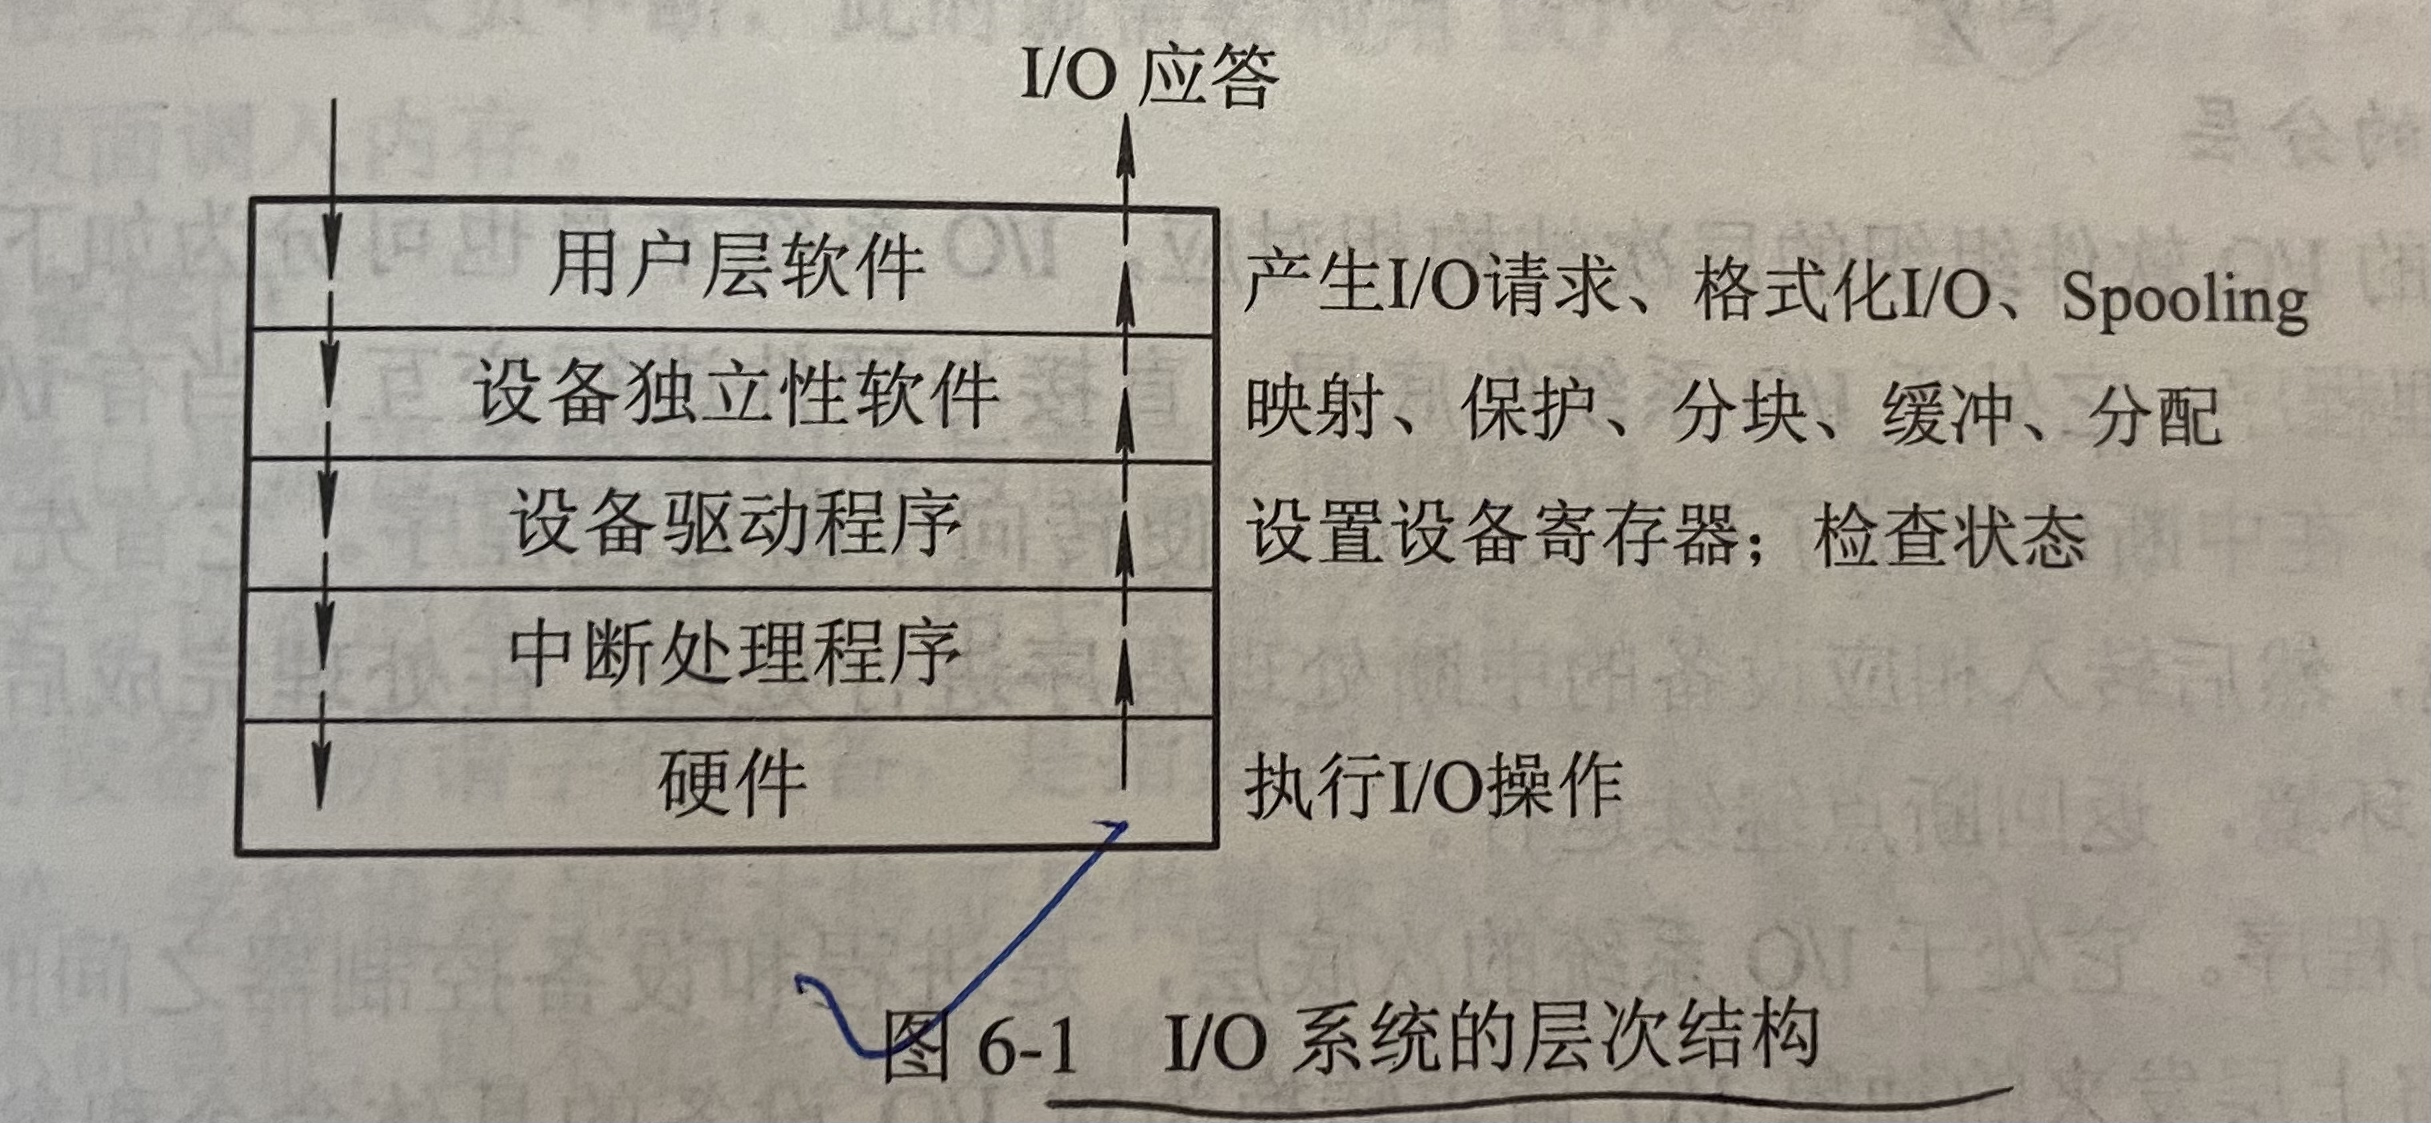 I/O 应答
用户层软件 产生I/O请求、格式化I/O、Spooling
设备独立性软件 映射、保护、分块、缓冲、分配
设备驱动程序 设置设备寄存器；检查状态
中断处理程序
硬件 执行I/O操作
图 6-1 I/O 系统的层次结构